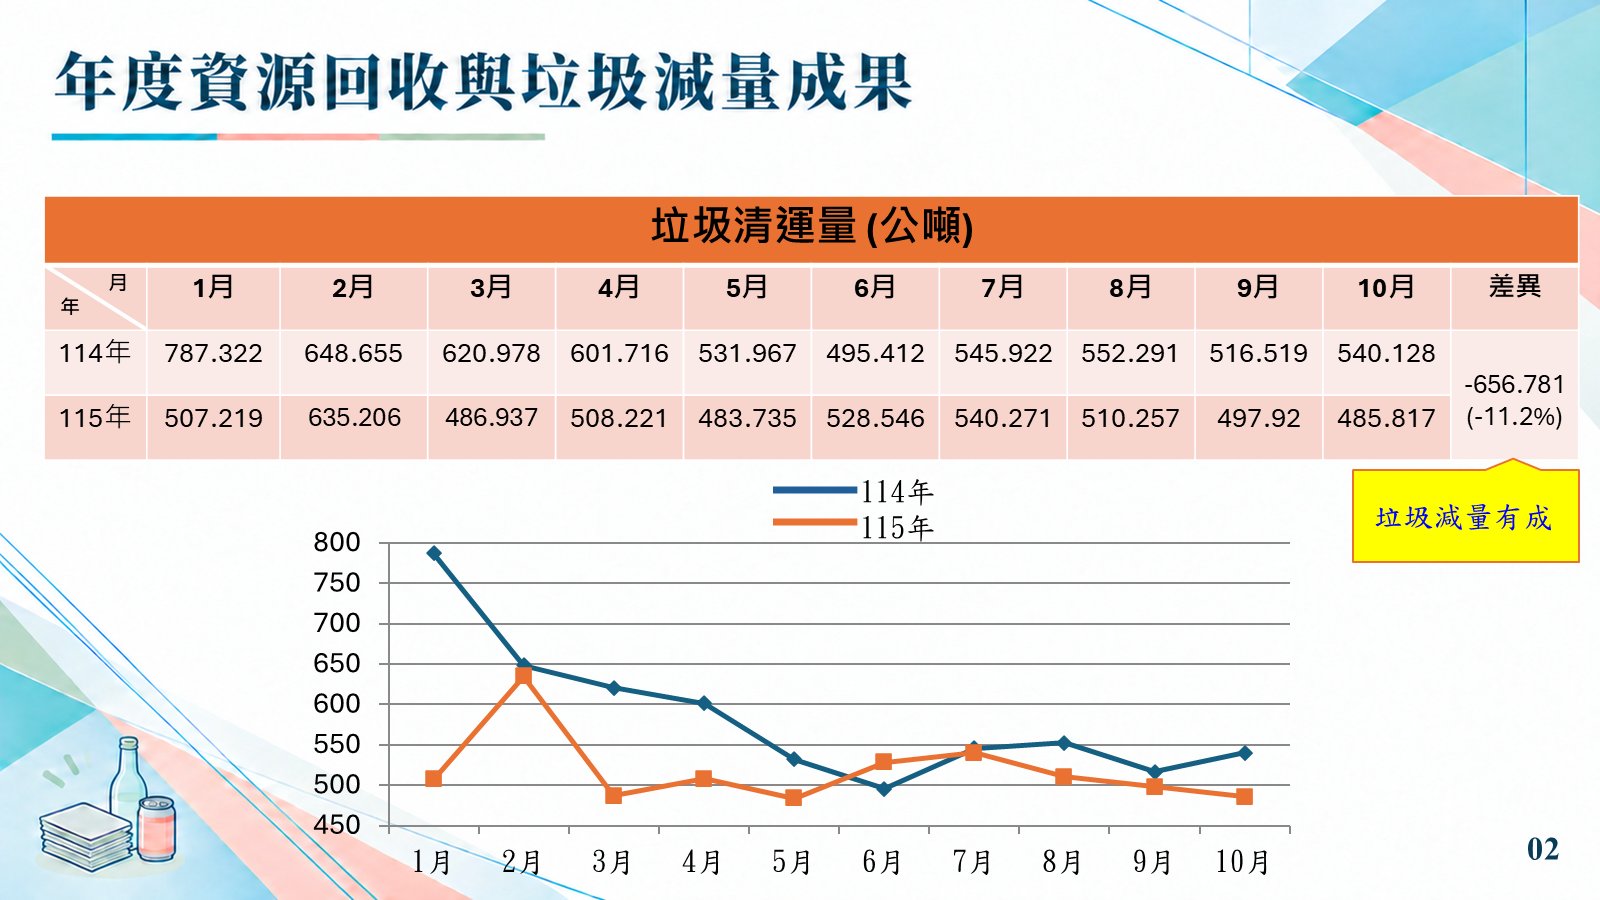 年度資源回收與垃圾減量成果
垃圾清運量(公噸)
月
年
1月 2月 3月 4月 5月 6月 7月 8月 9月 10月 差異
114年 787.322 648.655 620.978 601.716 531.967 495.412 545.922 552.291 516.519 540.128
-656.781
(-11.2%)
115年 507.219 635.206 486.937 508.221 483.735 528.546 540.271 510.257 497.92 485.817
垃圾減量有成
114年
115年
800
750
700
650
600
550
500
450
1月 2月 3月 4月 5月 6月 7月 8月 9月 10月
02